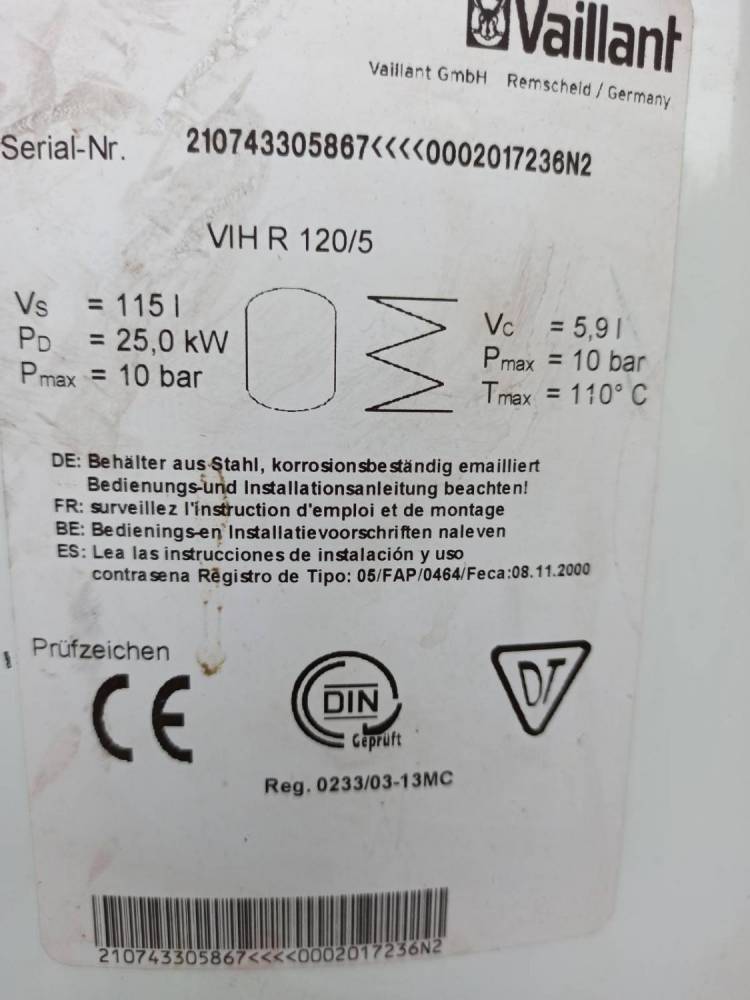 Vaillant
Vaillant GmbH Remscheid / Germany
Serial-Nr. 210743305867<<<<0002017236N2
VIH R 120/5
Vs = 115 l
PD = 25,0 kW
Pmax = 10 bar
Vc = 5,9 l
Pmax = 10 bar
Tmax = 110° C
DE: Behälter aus Stahl, korrosionsbeständig emailliert
Bedienungs-und Installationsanleitung beachten!
FR: surveillez l'instruction d'emploi et de montage
BE: Bedienings-en Installatievoorschriften naleven
ES: Lea las instrucciones de instalación y uso
contrasena Registro de Tipo: 05/FAP/0464/Feca:08.11.2000
Prüfzeichen
CE
DIN
Geprüft
DT
Reg. 0233/03-13MC
210743305867<<<<0002017236N2